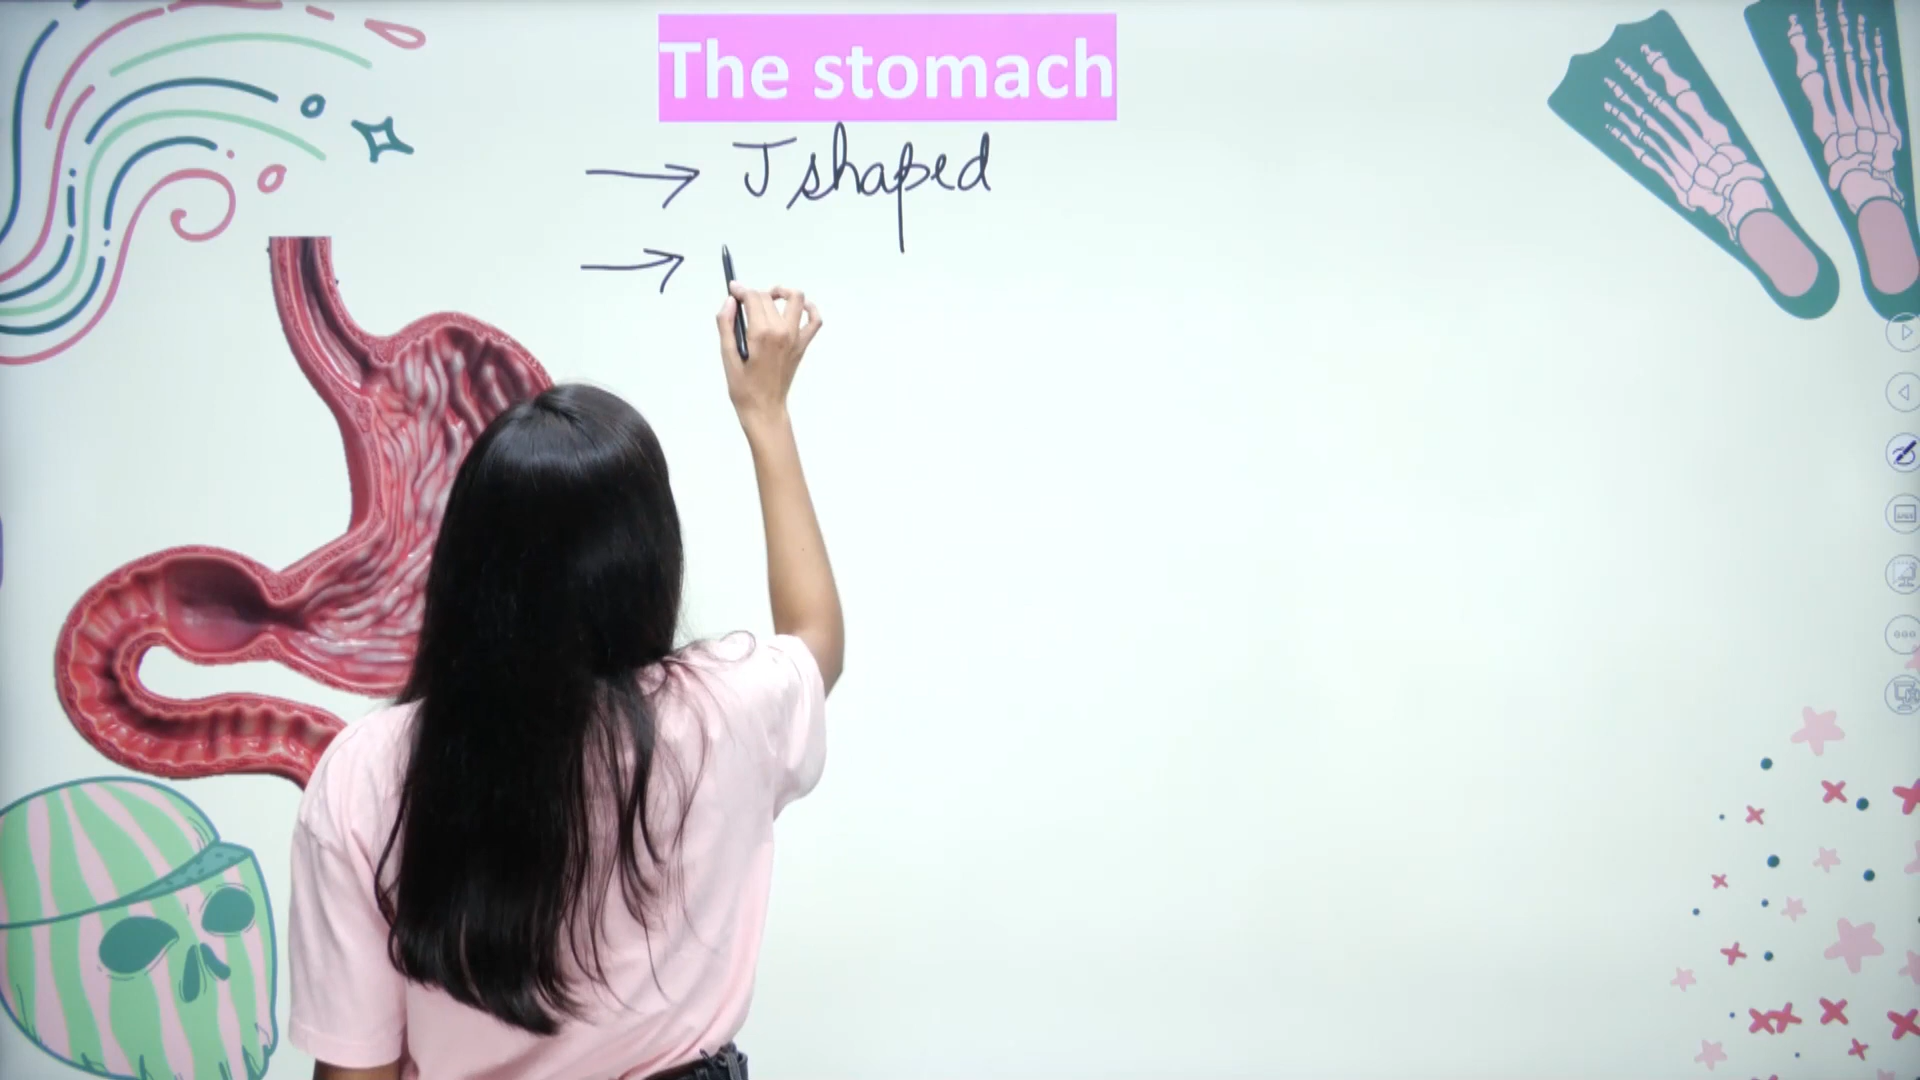 The stomach
→ J shaped
→